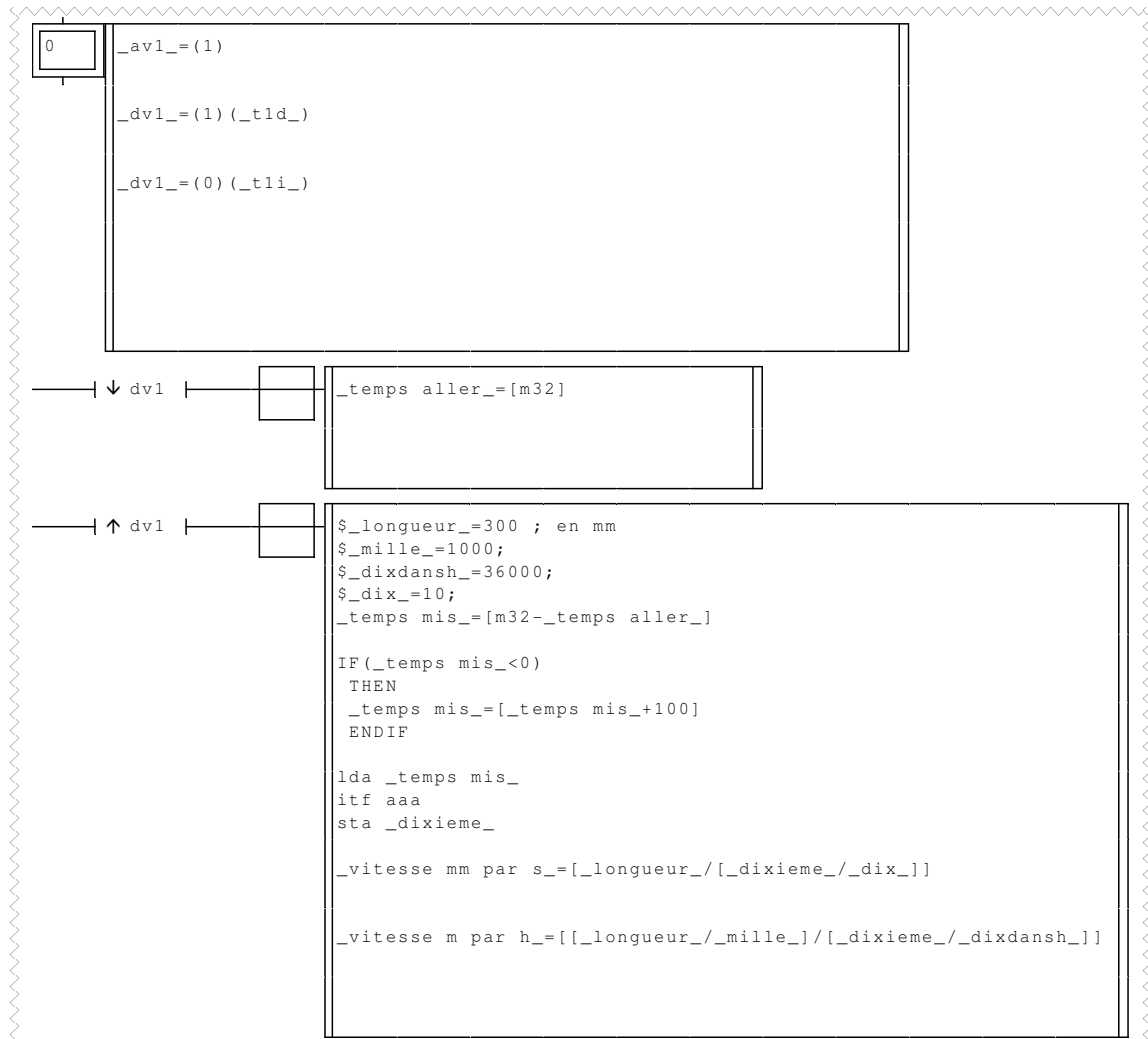 0
_av1_=(1)
_dv1_=(1)(_t1d_)
_dv1_=(0)(_t1i_)
↓ dv1
_temps aller_=[m32]
↑ dv1
$_longueur_=300 ; en mm
$_mille_=1000;
$_dixdansh_=36000;
$_dix_=10;
_temps mis_=[m32-_temps aller_]
IF(_temps mis_<0)
THEN
_temps mis_=[_temps mis_+100]
ENDIF
lda _temps mis_
itf aaa
sta _dixieme_
_vitesse mm par s_=[_longueur_/[_dixieme_/_dix_]]
_vitesse m par h_=[[_longueur_/_mille_]/[_dixieme_/_dixdansh_]]